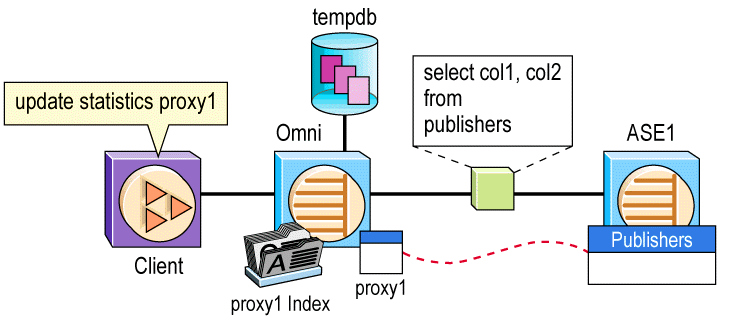 tempdb
update statistics proxy1
select col1, col2
from
publishers
Omni
ASE1
Client
A
Publishers
proxy1
proxy1 Index